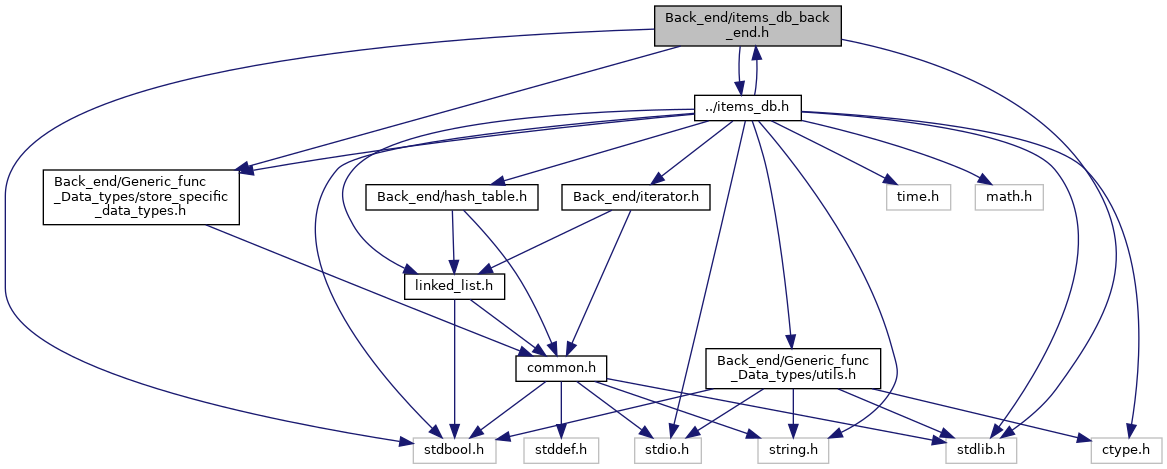 Back_end/items_db_back
_end.h
../items_db.h
Back_end/Generic_func
_Data_types/store_specific
_data_types.h
Back_end/hash_table.h
Back_end/iterator.h
time.h
math.h
linked_list.h
common.h
Back_end/Generic_func
_Data_types/utils.h
stdbool.h
stddef.h
stdio.h
string.h
stdlib.h
ctype.h